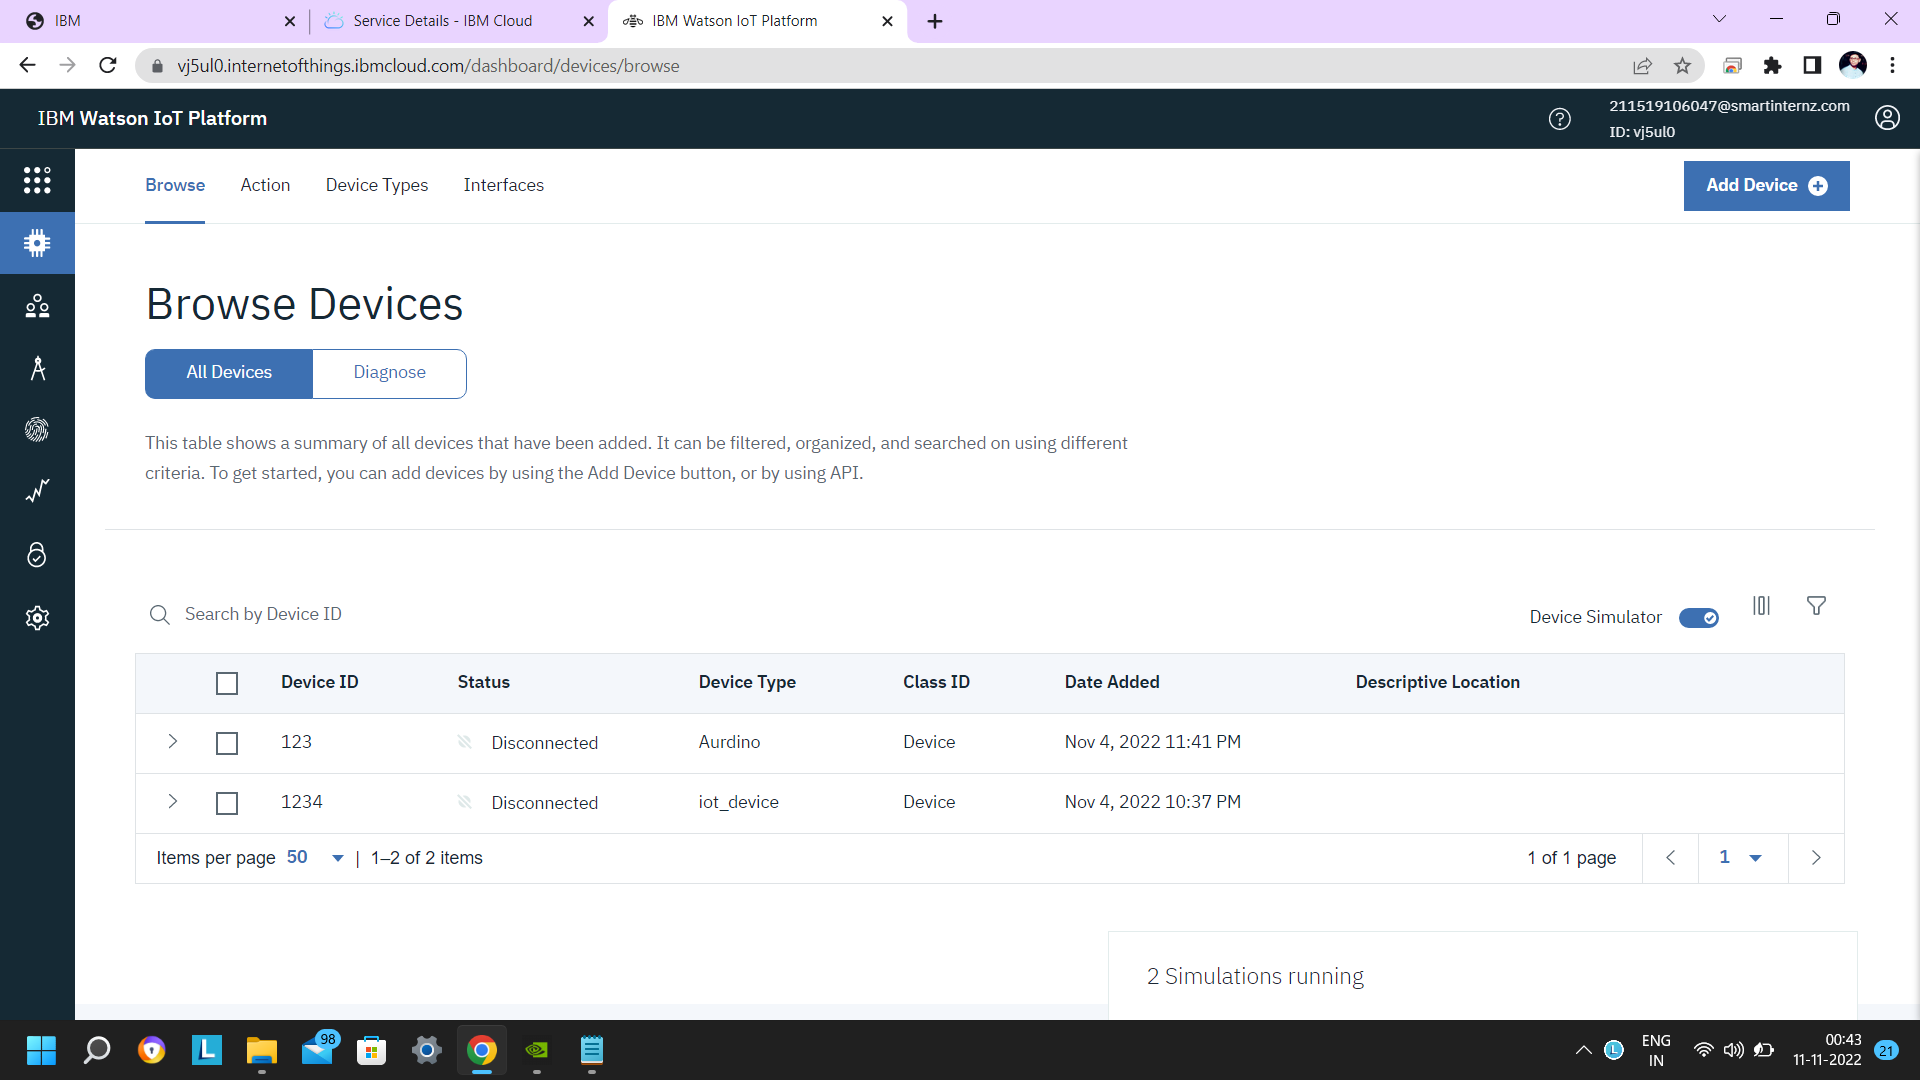 IBM
Service Details - IBM Cloud
IBM Watson IoT Platform
vj5ul0.internetofthings.ibmcloud.com/dashboard/devices/browse
IBM Watson IoT Platform
211519106047@smartinternz.com
ID: vj5ul0
Browse Action Device Types Interfaces
Add Device
Browse Devices
All Devices Diagnose
This table shows a summary of all devices that have been added. It can be filtered, organized, and searched on using different
criteria. To get started, you can add devices by using the Add Device button, or by using API.
Search by Device ID
Device Simulator
Device ID Status Device Type Class ID Date Added Descriptive Location
123 Disconnected Aurdino Device Nov 4, 2022 11:41 PM
1234 Disconnected iot_device Device Nov 4, 2022 10:37 PM
Items per page 50 | 1–2 of 2 items
1 of 1 page 1
2 Simulations running
L
98
L
ENG
IN
00:43
11-11-2022
21